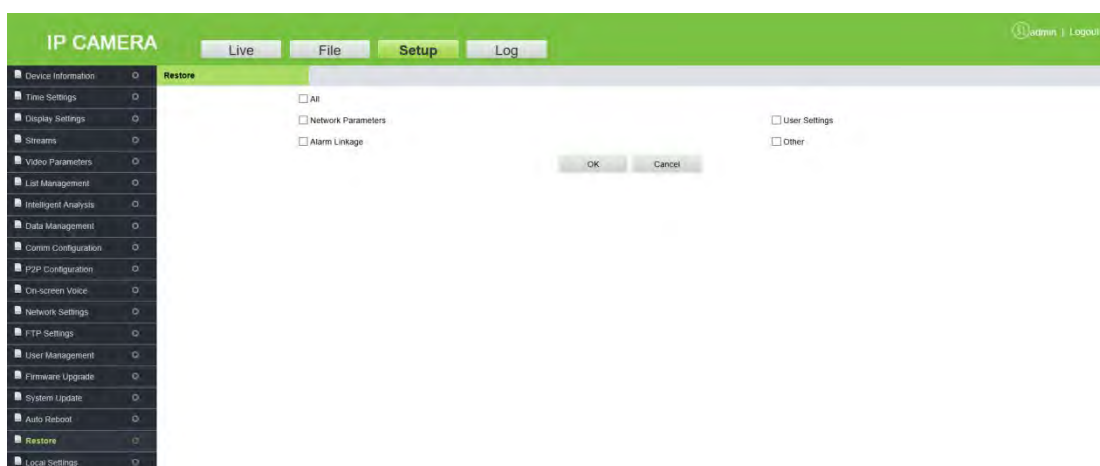 IP CAMERA
Live
File
Setup
Log
admin | Logout
Device Information
Time Settings
Display Settings
Streams
Video Parameters
List Management
Intelligent Analysis
Data Management
Comm Configuration
P2P Configuration
On-screen Voice
Network Settings
FTP Settings
User Management
Firmware Upgrade
System Update
Auto Reboot
Restore
Local Settings
Restore
All
Network Parameters
User Settings
Alarm Linkage
Other
OK
Cancel